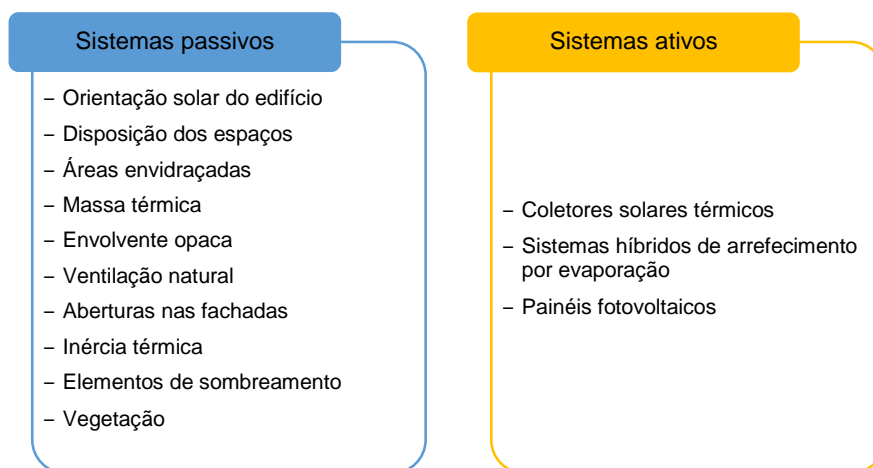 Sistemas passivos
– Orientação solar do edifício
– Disposição dos espaços
– Áreas envidraçadas
– Massa térmica
– Envolvente opaca
– Ventilação natural
– Aberturas nas fachadas
– Inércia térmica
– Elementos de sombreamento
– Vegetação
Sistemas ativos
– Coletores solares térmicos
– Sistemas híbridos de arrefecimento
por evaporação
– Painéis fotovoltaicos